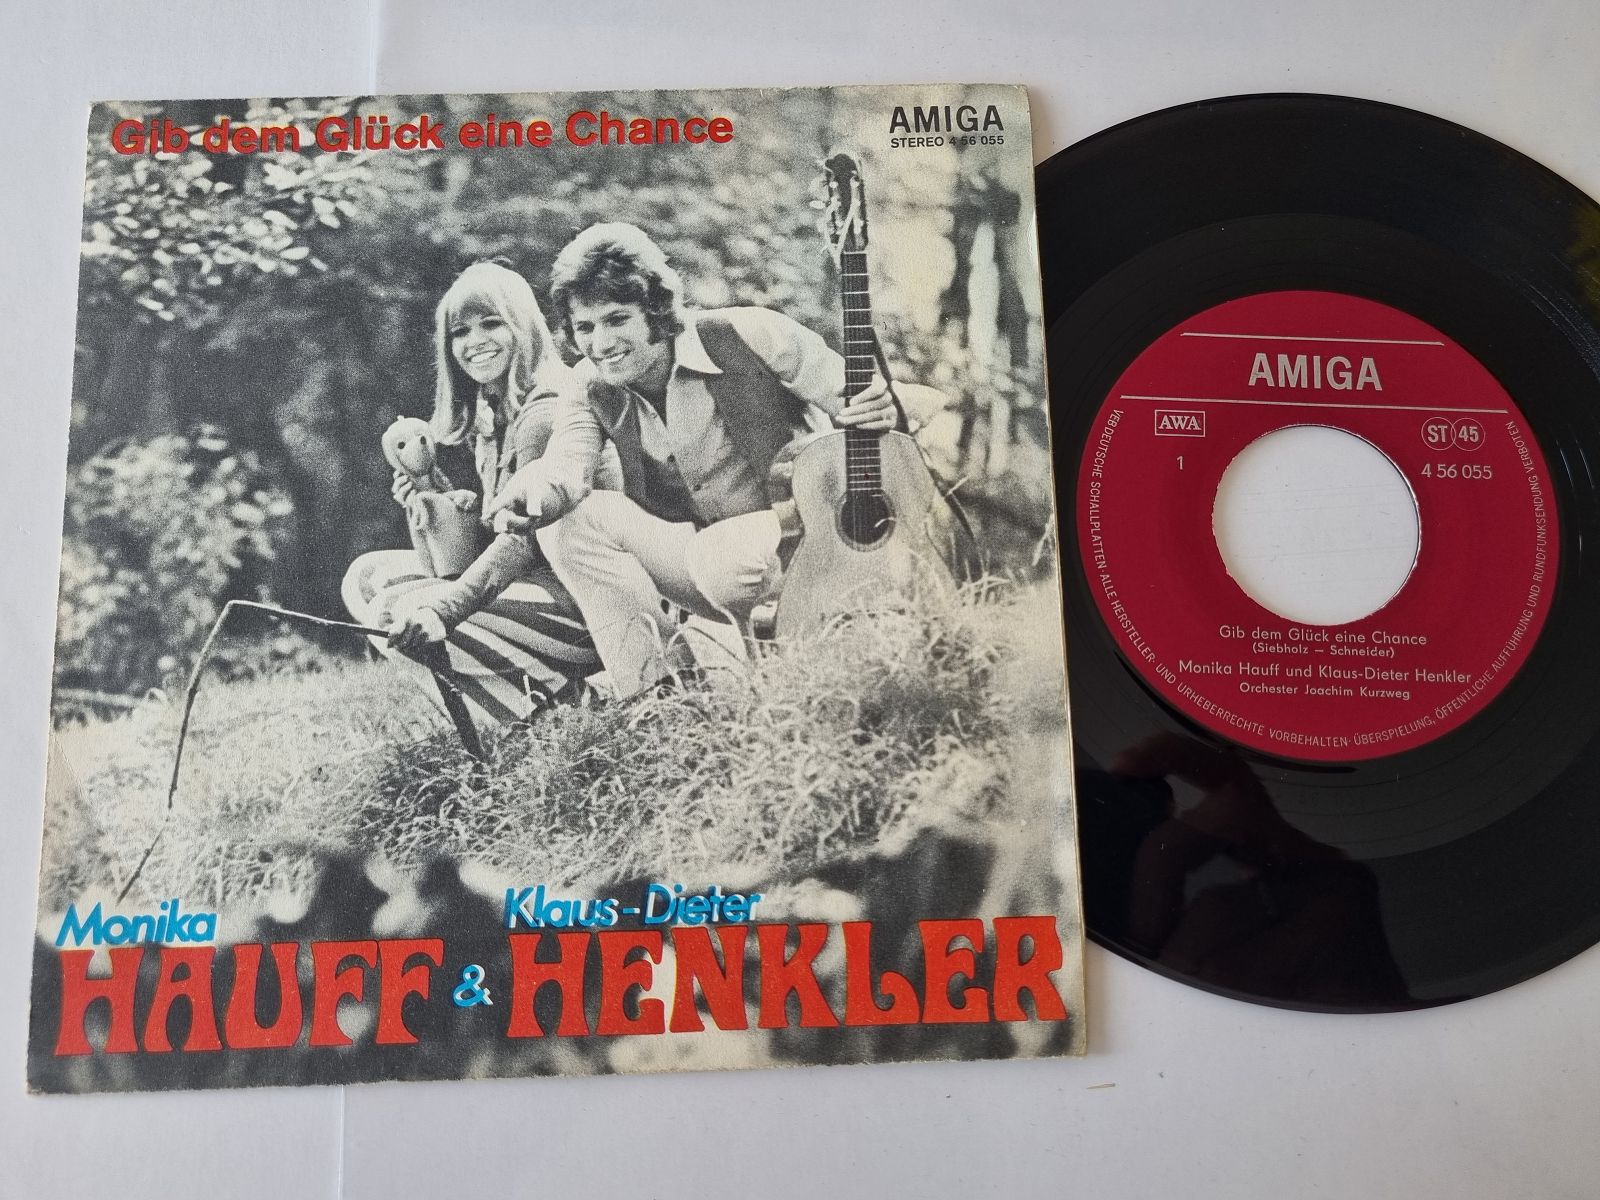 Gib dem Glück eine Chance
AMIGA
STEREO 4 56 055
Monika
HAUFF
&
Klaus-Dieter
HENKLER
AMIGA
AWA
ST 45
1
4 56 055
Gib dem Glück eine Chance
(Siebholz — Schneider)
Monika Hauff und Klaus-Dieter Henkler
Orchester Joachim Kurzweg
VEB DEUTSCHE SCHALLPLATTEN · ALLE HERSTELLER- UND URHEBERRECHTE VORBEHALTEN · ÜBERSPIELUNG, ÖFFENTLICHE AUFFÜHRUNG UND RUNDFUNKSENDUNG VERBOTEN